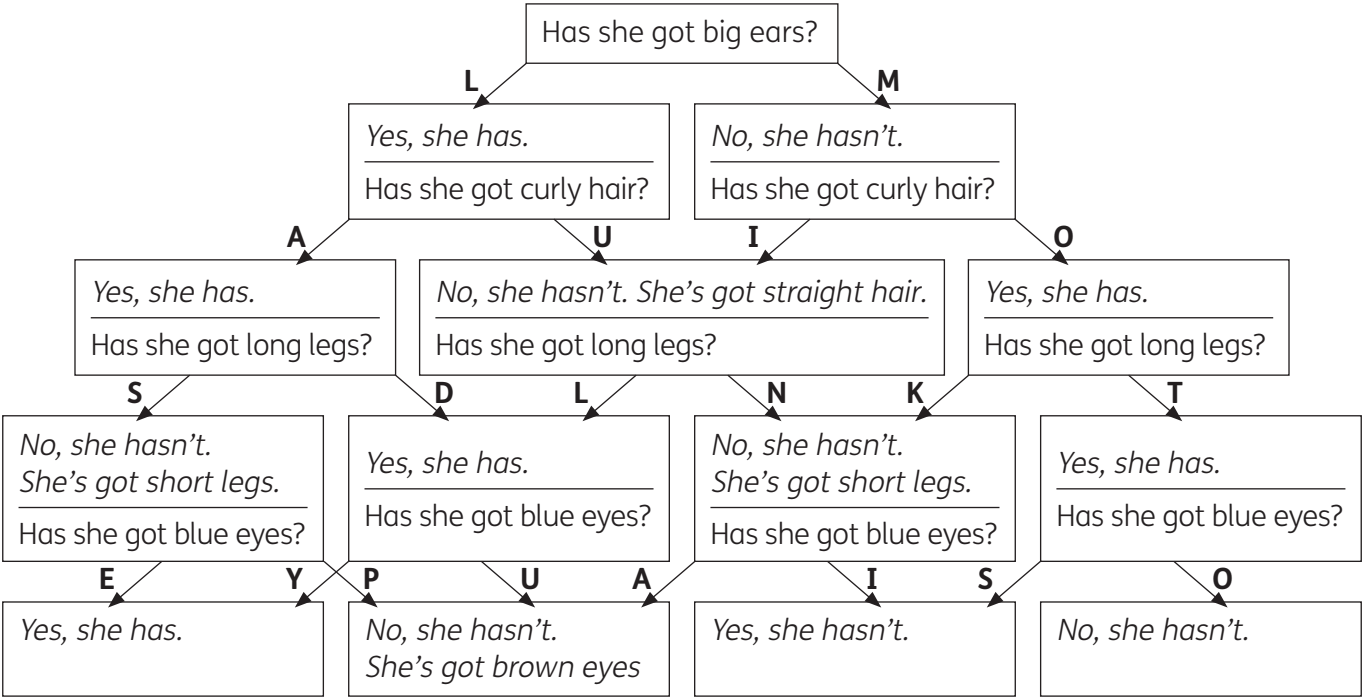 Has she got big ears?
L
M
Yes, she has.
Has she got curly hair?
No, she hasn't.
Has she got curly hair?
A
U
I
O
Yes, she has.
Has she got long legs?
No, she hasn't. She's got straight hair.
Has she got long legs?
Yes, she has.
Has she got long legs?
S
D
L
N
K
T
No, she hasn't.
She's got short legs.
Has she got blue eyes?
Yes, she has.
Has she got blue eyes?
No, she hasn't.
She's got short legs.
Has she got blue eyes?
Yes, she has.
Has she got blue eyes?
E
Y
P
U
A
I
S
O
Yes, she has.
No, she hasn't.
She's got brown eyes
Yes, she hasn't.
No, she hasn't.